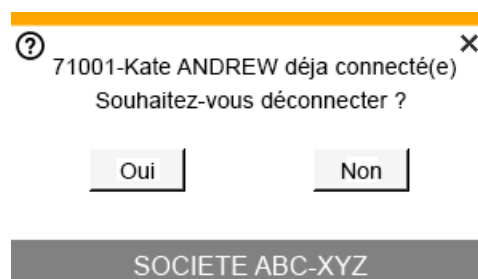 71001-Kate ANDREW déja connecté(e)
Souhaitez-vous déconnecter ?
Oui
Non
SOCIETE ABC-XYZ